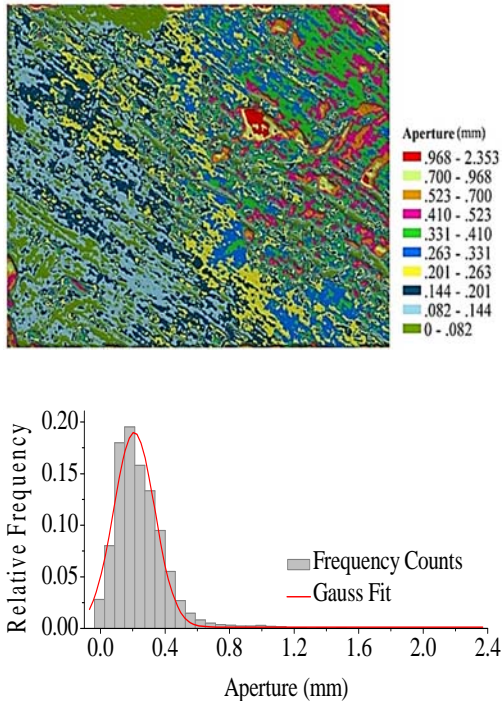 Aperture (mm)
.968 - 2.353
.700 - .968
.523 - .700
.410 - .523
.331 - .410
.263 - .331
.201 - .263
.144 - .201
.082 - .144
0 - .082
0.20
0.15
0.10
0.05
0.00
Relative Frequency
Frequency Counts
Gauss Fit
0.0 0.4 0.8 1.2 1.6 2.0 2.4
Aperture (mm)